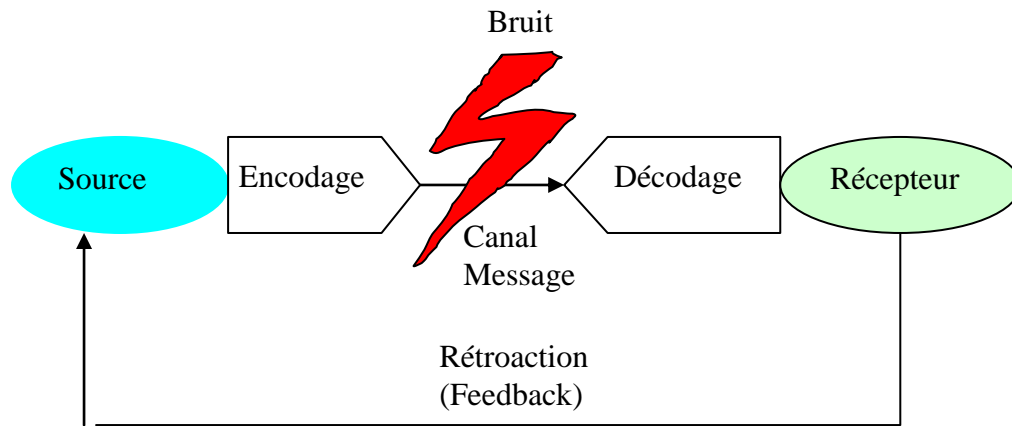 Bruit
Source
Encodage
Décodage
Récepteur
Canal
Message
Rétroaction
(Feedback)